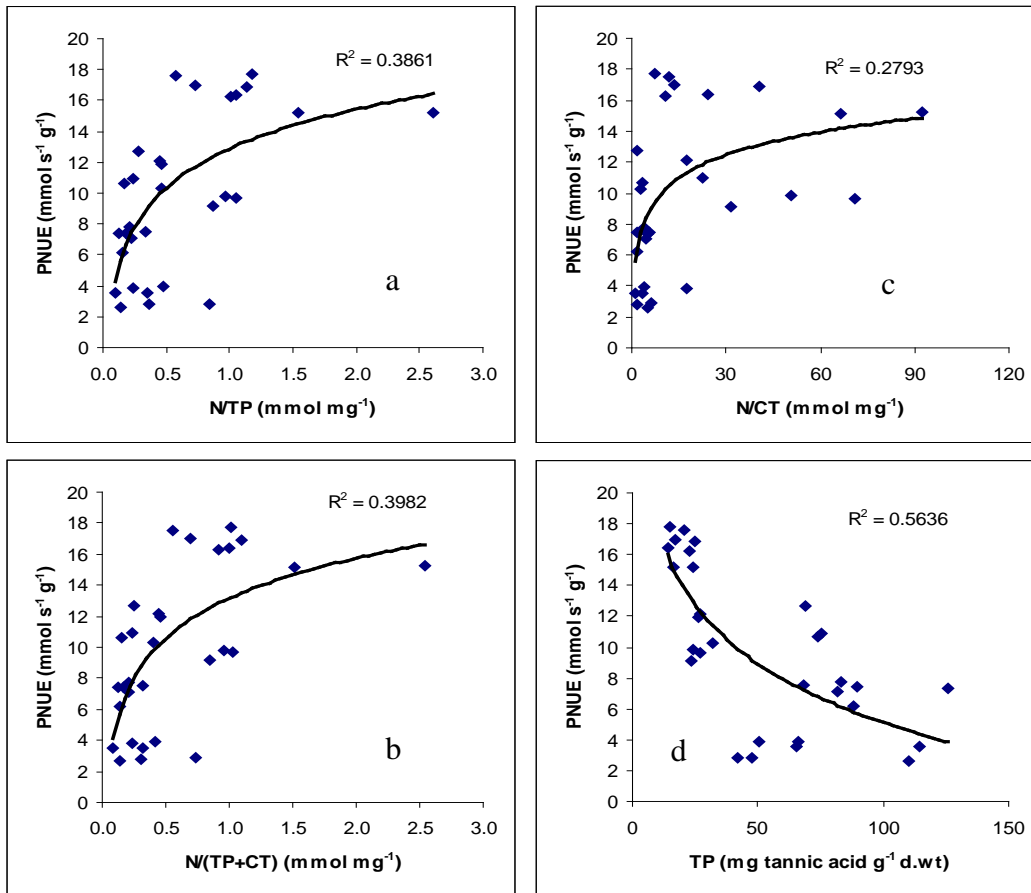 20
18
16
14
12
10
8
6
4
2
0
PNUE (mmol s⁻¹ g⁻¹)
R² = 0.3861
a
0.0 0.5 1.0 1.5 2.0 2.5 3.0
N/TP (mmol mg⁻¹)
20
18
16
14
12
10
8
6
4
2
0
PNUE (mmol s⁻¹ g⁻¹)
R² = 0.2793
c
0 30 60 90 120
N/CT (mmol mg⁻¹)
20
18
16
14
12
10
8
6
4
2
0
PNUE (mmol s⁻¹ g⁻¹)
R² = 0.3982
b
0.0 0.5 1.0 1.5 2.0 2.5 3.0
N/(TP+CT) (mmol mg⁻¹)
20
18
16
14
12
10
8
6
4
2
0
PNUE (mmol s⁻¹ g⁻¹)
R² = 0.5636
d
0 50 100 150
TP (mg tannic acid g⁻¹ d.wt)